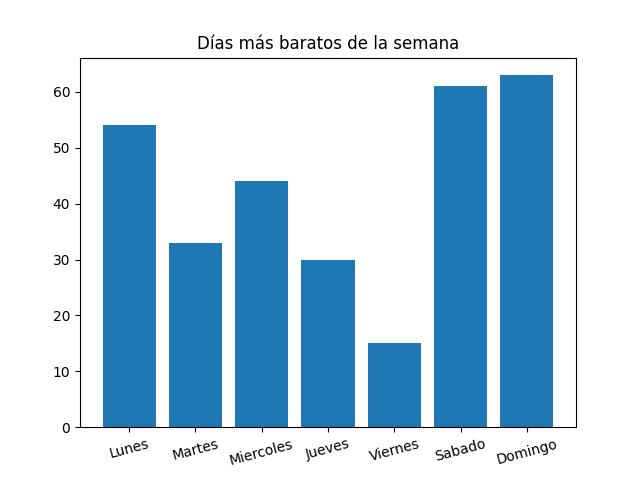 Días más baratos de la semana
60
50
40
30
20
10
0
Lunes
Martes
Miercoles
Jueves
Viernes
Sabado
Domingo